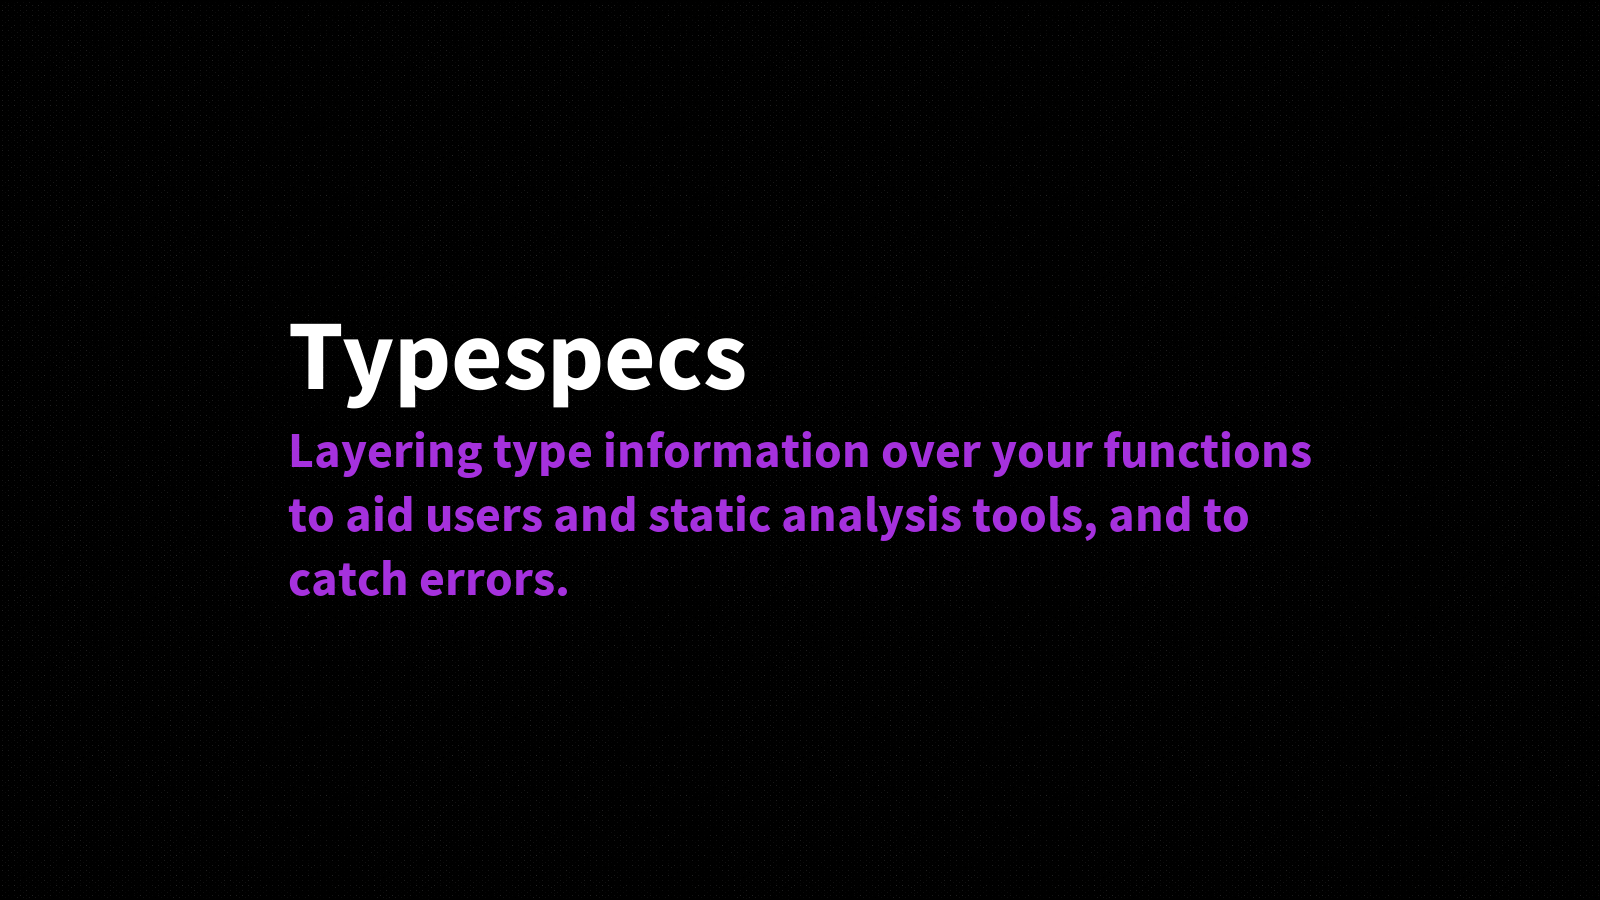 Typespecs
Layering type information over your functions
to aid users and static analysis tools, and to
catch errors.